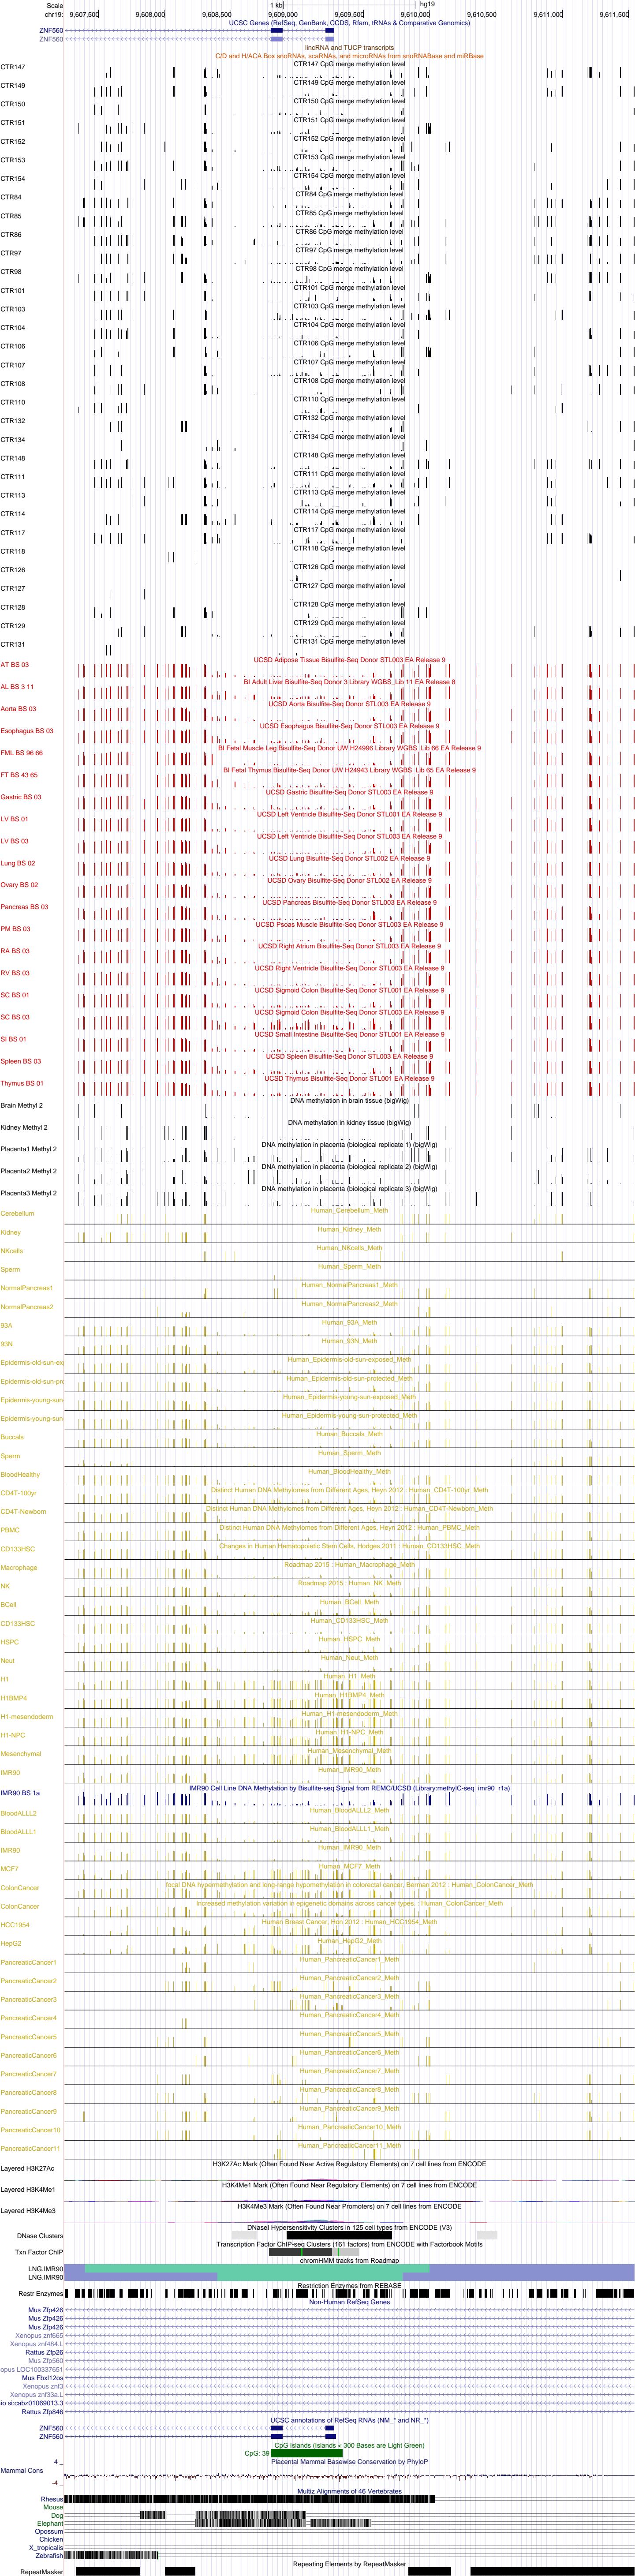 Scale 1 kb hg19
chr19: 9,607,500 9,608,000 9,608,500 9,609,000 9,609,500 9,610,000 9,610,500 9,611,000 9,611,500
UCSC Genes (RefSeq, GenBank, CCDS, Rfam, tRNAs & Comparative Genomics)
ZNF560
ZNF560
lincRNA and TUCP transcripts
C/D and H/ACA Box snoRNAs, scaRNAs, and microRNAs from snoRNABase and miRBase
CTR147 CpG merge methylation level
CTR147
CTR149 CpG merge methylation level
CTR149
CTR150 CpG merge methylation level
CTR150
CTR151 CpG merge methylation level
CTR151
CTR152 CpG merge methylation level
CTR152
CTR153 CpG merge methylation level
CTR153
CTR154 CpG merge methylation level
CTR154
CTR84 CpG merge methylation level
CTR84
CTR85 CpG merge methylation level
CTR85
CTR86 CpG merge methylation level
CTR86
CTR97 CpG merge methylation level
CTR97
CTR98 CpG merge methylation level
CTR98
CTR101 CpG merge methylation level
CTR101
CTR103 CpG merge methylation level
CTR103
CTR104 CpG merge methylation level
CTR104
CTR106 CpG merge methylation level
CTR106
CTR107 CpG merge methylation level
CTR107
CTR108 CpG merge methylation level
CTR108
CTR110 CpG merge methylation level
CTR110
CTR132 CpG merge methylation level
CTR132
CTR134 CpG merge methylation level
CTR134
CTR148 CpG merge methylation level
CTR148
CTR111 CpG merge methylation level
CTR111
CTR113 CpG merge methylation level
CTR113
CTR114 CpG merge methylation level
CTR114
CTR117 CpG merge methylation level
CTR117
CTR118 CpG merge methylation level
CTR118
CTR126 CpG merge methylation level
CTR126
CTR127 CpG merge methylation level
CTR127
CTR128 CpG merge methylation level
CTR128
CTR129 CpG merge methylation level
CTR129
CTR131 CpG merge methylation level
CTR131
UCSD Adipose Tissue Bisulfite-Seq Donor STL003 EA Release 9
AT BS 03
BI Adult Liver Bisulfite-Seq Donor 3 Library WGBS_Lib 11 EA Release 8
AL BS 3 11
UCSD Aorta Bisulfite-Seq Donor STL003 EA Release 9
Aorta BS 03
UCSD Esophagus Bisulfite-Seq Donor STL003 EA Release 9
Esophagus BS 03
BI Fetal Muscle Leg Bisulfite-Seq Donor UW H24996 Library WGBS_Lib 66 EA Release 9
FML BS 96 66
BI Fetal Thymus Bisulfite-Seq Donor UW H24943 Library WGBS_Lib 65 EA Release 9
FT BS 43 65
UCSD Gastric Bisulfite-Seq Donor STL003 EA Release 9
Gastric BS 03
UCSD Left Ventricle Bisulfite-Seq Donor STL001 EA Release 9
LV BS 01
UCSD Left Ventricle Bisulfite-Seq Donor STL003 EA Release 9
LV BS 03
UCSD Lung Bisulfite-Seq Donor STL002 EA Release 9
Lung BS 02
UCSD Ovary Bisulfite-Seq Donor STL002 EA Release 9
Ovary BS 02
UCSD Pancreas Bisulfite-Seq Donor STL003 EA Release 9
Pancreas BS 03
UCSD Psoas Muscle Bisulfite-Seq Donor STL003 EA Release 9
PM BS 03
UCSD Right Atrium Bisulfite-Seq Donor STL003 EA Release 9
RA BS 03
UCSD Right Ventricle Bisulfite-Seq Donor STL003 EA Release 9
RV BS 03
UCSD Sigmoid Colon Bisulfite-Seq Donor STL001 EA Release 9
SC BS 01
UCSD Sigmoid Colon Bisulfite-Seq Donor STL003 EA Release 9
SC BS 03
UCSD Small Intestine Bisulfite-Seq Donor STL001 EA Release 9
SI BS 01
UCSD Spleen Bisulfite-Seq Donor STL003 EA Release 9
Spleen BS 03
UCSD Thymus Bisulfite-Seq Donor STL001 EA Release 9
Thymus BS 01
DNA methylation in brain tissue (bigWig)
Brain Methyl 2
DNA methylation in kidney tissue (bigWig)
Kidney Methyl 2
DNA methylation in placenta (biological replicate 1) (bigWig)
Placenta1 Methyl 2
DNA methylation in placenta (biological replicate 2) (bigWig)
Placenta2 Methyl 2
DNA methylation in placenta (biological replicate 3) (bigWig)
Placenta3 Methyl 2
Human_Cerebellum_Meth
Cerebellum
Human_Kidney_Meth
Kidney
Human_NKcells_Meth
NKcells
Human_Sperm_Meth
Sperm
Human_NormalPancreas1_Meth
NormalPancreas1
Human_NormalPancreas2_Meth
NormalPancreas2
Human_93A_Meth
93A
Human_93N_Meth
93N
Human_Epidermis-old-sun-exposed_Meth
Epidermis-old-sun-ex
Human_Epidermis-old-sun-protected_Meth
Epidermis-old-sun-pro
Human_Epidermis-young-sun-exposed_Meth
Epidermis-young-sun
Human_Epidermis-young-sun-protected_Meth
Epidermis-young-sun
Human_Buccals_Meth
Buccals
Human_Sperm_Meth
Sperm
Human_BloodHealthy_Meth
BloodHealthy
Distinct Human DNA Methylomes from Different Ages, Heyn 2012 : Human_CD4T-100yr_Meth
CD4T-100yr
Distinct Human DNA Methylomes from Different Ages, Heyn 2012 : Human_CD4T-Newborn_Meth
CD4T-Newborn
Distinct Human DNA Methylomes from Different Ages, Heyn 2012 : Human_PBMC_Meth
PBMC
Changes in Human Hematopoietic Stem Cells, Hodges 2011 : Human_CD133HSC_Meth
CD133HSC
Roadmap 2015 : Human_Macrophage_Meth
Macrophage
Roadmap 2015 : Human_NK_Meth
NK
Human_BCell_Meth
BCell
Human_CD133HSC_Meth
CD133HSC
Human_HSPC_Meth
HSPC
Human_Neut_Meth
Neut
Human_H1_Meth
H1
Human_H1BMP4_Meth
H1BMP4
Human_H1-mesendoderm_Meth
H1-mesendoderm
Human_H1-NPC_Meth
H1-NPC
Human_Mesenchymal_Meth
Mesenchymal
Human_IMR90_Meth
IMR90
IMR90 Cell Line DNA Methylation by Bisulfite-seq Signal from REMC/UCSD (Library:methylC-seq_imr90_r1a)
IMR90 BS 1a
Human_BloodALLL2_Meth
BloodALLL2
Human_BloodALLL1_Meth
BloodALLL1
Human_IMR90_Meth
IMR90
Human_MCF7_Meth
MCF7
focal DNA hypermethylation and long-range hypomethylation in colorectal cancer, Berman 2012 : Human_ColonCancer_Meth
ColonCancer
Increased methylation variation in epigenetic domains across cancer types. : Human_ColonCancer_Meth
ColonCancer
Human Breast Cancer, Hon 2012 : Human_HCC1954_Meth
HCC1954
Human_HepG2_Meth
HepG2
Human_PancreaticCancer1_Meth
PancreaticCancer1
Human_PancreaticCancer2_Meth
PancreaticCancer2
Human_PancreaticCancer3_Meth
PancreaticCancer3
Human_PancreaticCancer4_Meth
PancreaticCancer4
Human_PancreaticCancer5_Meth
PancreaticCancer5
Human_PancreaticCancer6_Meth
PancreaticCancer6
Human_PancreaticCancer7_Meth
PancreaticCancer7
Human_PancreaticCancer8_Meth
PancreaticCancer8
Human_PancreaticCancer9_Meth
PancreaticCancer9
Human_PancreaticCancer10_Meth
PancreaticCancer10
Human_PancreaticCancer11_Meth
PancreaticCancer11
H3K27Ac Mark (Often Found Near Active Regulatory Elements) on 7 cell lines from ENCODE
Layered H3K27Ac
H3K4Me1 Mark (Often Found Near Regulatory Elements) on 7 cell lines from ENCODE
Layered H3K4Me1
H3K4Me3 Mark (Often Found Near Promoters) on 7 cell lines from ENCODE
Layered H3K4Me3
DNaseI Hypersensitivity Clusters in 125 cell types from ENCODE (V3)
DNase Clusters
Transcription Factor ChIP-seq Clusters (161 factors) from ENCODE with Factorbook Motifs
Txn Factor ChIP
chromHMM tracks from Roadmap
LNG.IMR90
LNG.IMR90
Restriction Enzymes from REBASE
Restr Enzymes
Non-Human RefSeq Genes
Mus Zfp426
Mus Zfp426
Mus Zfp426
Xenopus znf665
Xenopus znf484.L
Rattus Zfp26
Mus Zfp560
opus LOC100337651
Mus Fbxl12os
Xenopus znf3
Xenopus znf33a.L
io si:cabz01069013.3
Rattus Zfp846
UCSC annotations of RefSeq RNAs (NM_* and NR_*)
ZNF560
ZNF560
CpG Islands (Islands < 300 Bases are Light Green)
CpG: 39
Placental Mammal Basewise Conservation by PhyloP
4 _
Mammal Cons
-4 _
Multiz Alignments of 46 Vertebrates
Rhesus
Mouse
Dog
Elephant
Opossum
Chicken
X_tropicalis
Zebrafish
Repeating Elements by RepeatMasker
RepeatMasker